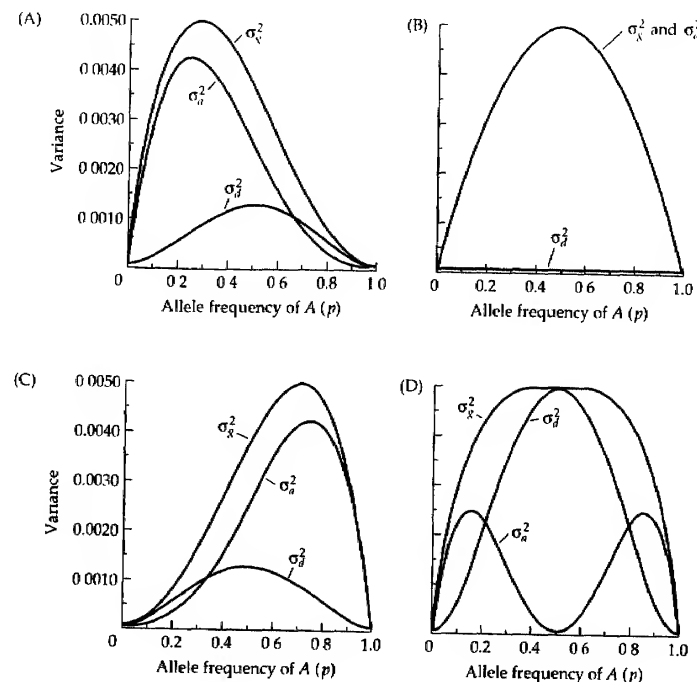 (A)
0.0050
0.0040
0.0030
0.0020
0 0010
Variance
σ²g
σ²a
σ²d
0 0.2 0.4 0 6 0 8 1 0
Allele frequency of A (p)
(B)
σ²g and σ²a
σ²d
0 0.2 0.4 0 6 0 8 1.0
Allele frequency of A (p)
(C)
0 0050
0.0040
0.0030
0.0020
0.0010
Variance
σ²g
σ²a
σ²d
0 0.2 0.4 0.6 0.8 1.0
Allele frequency of A (p)
(D)
σ²g
σ²d
σ²a
0 0.2 0.4 0.6 0.8 1.0
Allele frequency of A (p)